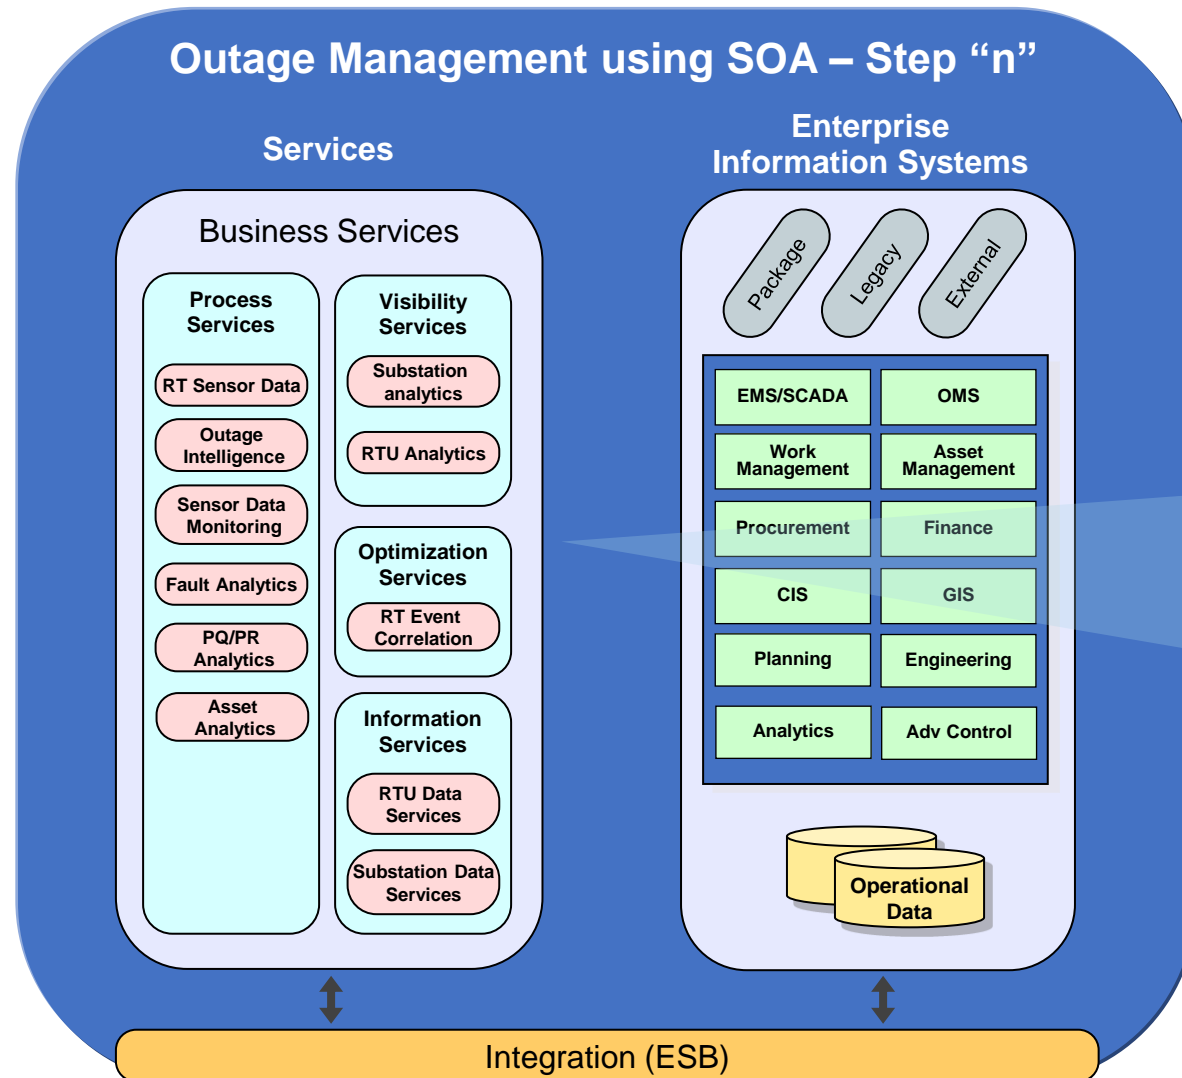 Outage Management using SOA – Step “n”
Services
Business Services
Process
Services
RT Sensor Data
Outage
Intelligence
Sensor Data
Monitoring
Fault Analytics
PQ/PR
Analytics
Asset
Analytics
Visibility
Services
Substation
analytics
RTU Analytics
Optimization
Services
RT Event
Correlation
Information
Services
RTU Data
Services
Substation Data
Services
Enterprise
Information Systems
Package
Legacy
External
EMS/SCADA
OMS
Work
Management
Asset
Management
Procurement
Finance
CIS
GIS
Planning
Engineering
Analytics
Adv Control
Operational
Data
Integration (ESB)